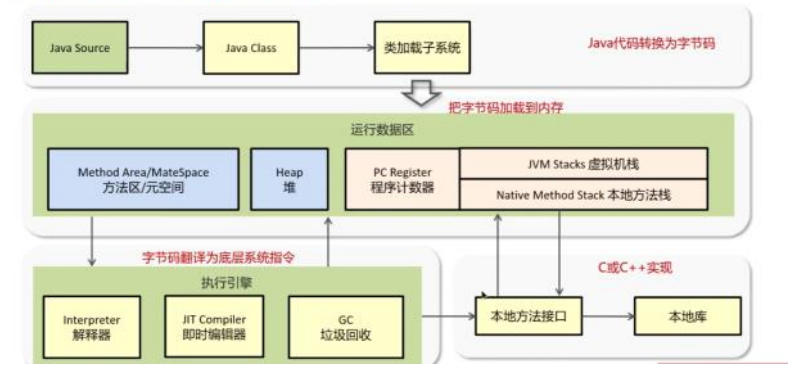 Java Source
Java Class
类加载子系统
Java代码转换为字节码
把字节码加载到内存
运行数据区
Method Area/MateSpace
方法区/元空间
Heap
堆
PC Register
程序计数器
JVM Stacks 虚拟机栈
Native Method Stack 本地方法栈
字节码翻译为底层系统指令
执行引擎
Interpreter
解释器
JIT Compiler
即时编辑器
GC
垃圾回收
C或C++实现
本地方法接口
本地库